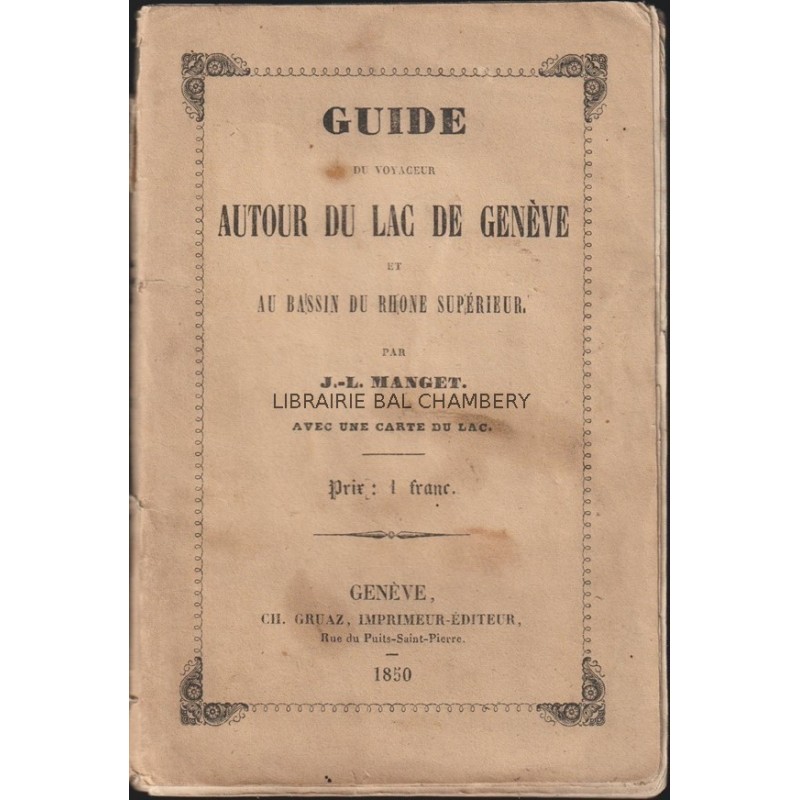 GUIDE
DU VOYAGEUR
AUTOUR DU LAC DE GENÈVE
ET
AU BASSIN DU RHONE SUPÉRIEUR.
PAR
J.-L. MANGET.
LIBRAIRIE BAL CHAMBERY
AVEC UNE CARTE DU LAC.
Prix : 1 franc.
GENÈVE,
CH. GRUAZ, IMPRIMEUR-ÉDITEUR,
Rue du Puits-Saint-Pierre.
1850